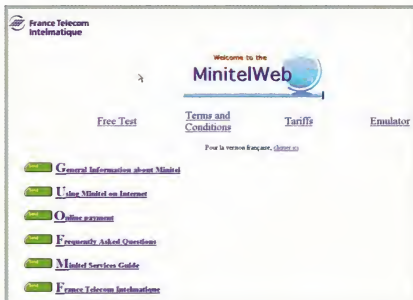 France Telecom
Intelmatique
Welcome to the
MinitelWeb
Free Test
Terms and
Conditions
Tariffs
Emulator
Pour la version française, cliquez ici
General Information about Minitel
Using Minitel on Internet
Online payment
Frequently Asked Questions
Minitel Services Guide
France Telecom Intelmatique